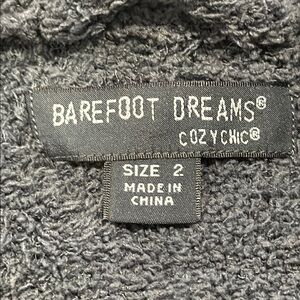 BAREFOOT DREAMS®
COZYCHIC®
SIZE 2
MADE IN
CHINA